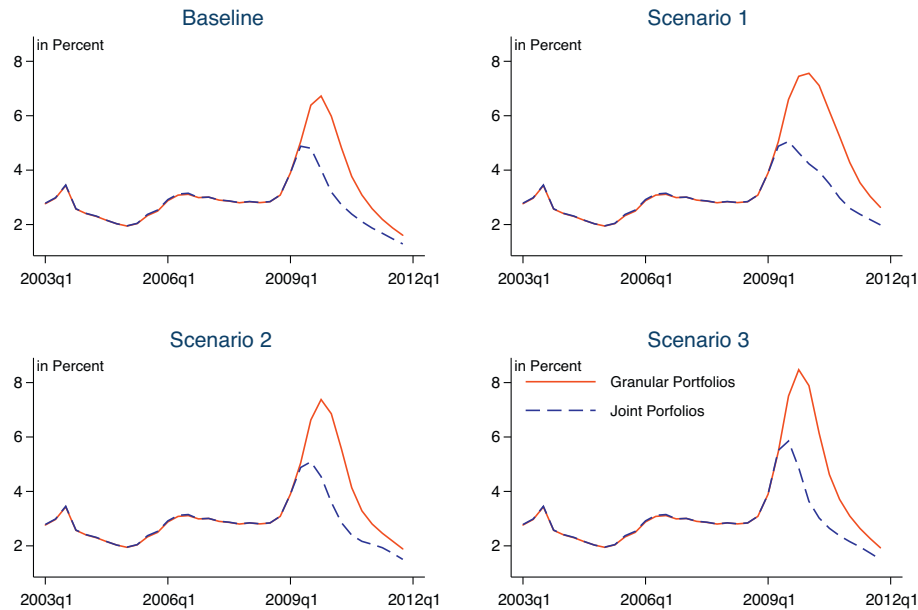 Baseline
in Percent
8
6
4
2
2003q1 2006q1 2009q1 2012q1
Scenario 1
in Percent
8
6
4
2
2003q1 2006q1 2009q1 2012q1
Scenario 2
in Percent
8
6
4
2
2003q1 2006q1 2009q1 2012q1
Scenario 3
in Percent
8
Granular Portfolios
Joint Porfolios
6
4
2
2003q1 2006q1 2009q1 2012q1